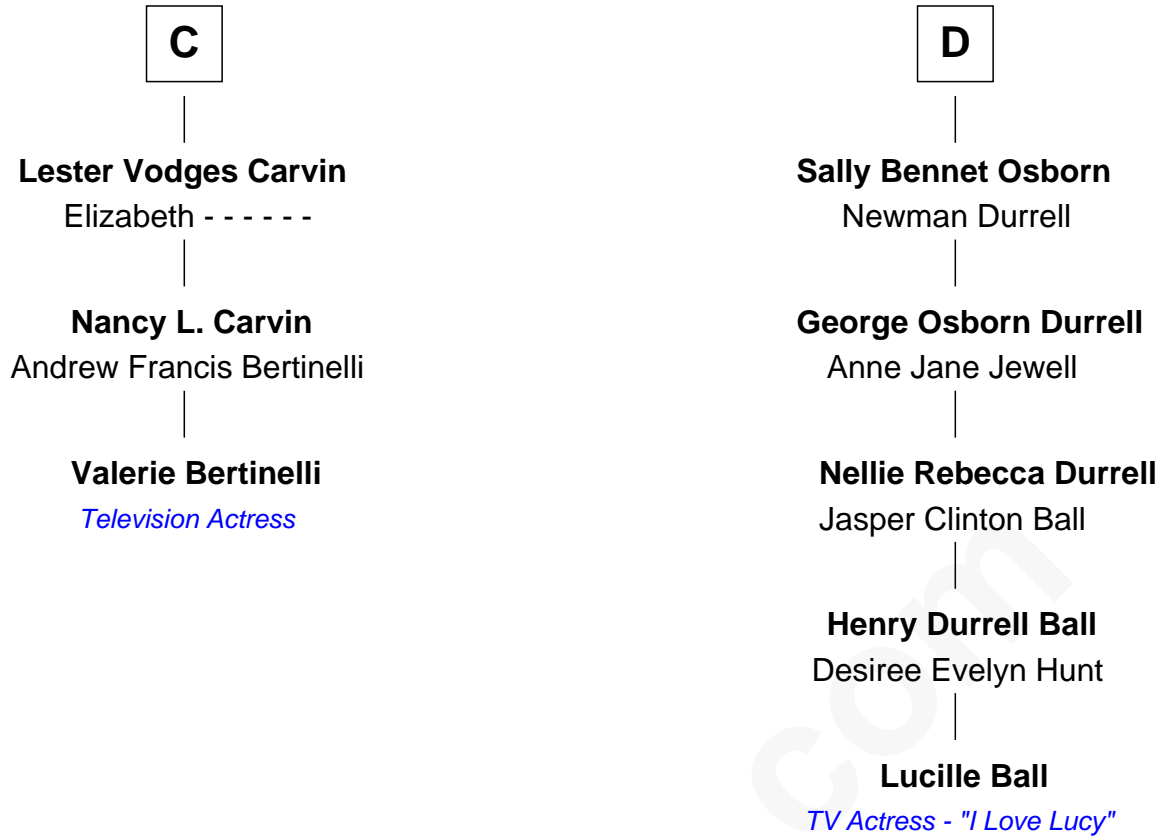 C
Lester Vodges Carvin
Elizabeth - - - - - -
Nancy L. Carvin
Andrew Francis Bertinelli
Valerie Bertinelli
Television Actress
D
Sally Bennet Osborn
Newman Durrell
George Osborn Durrell
Anne Jane Jewell
Nellie Rebecca Durrell
Jasper Clinton Ball
Henry Durrell Ball
Desiree Evelyn Hunt
Lucille Ball
TV Actress - "I Love Lucy"
com